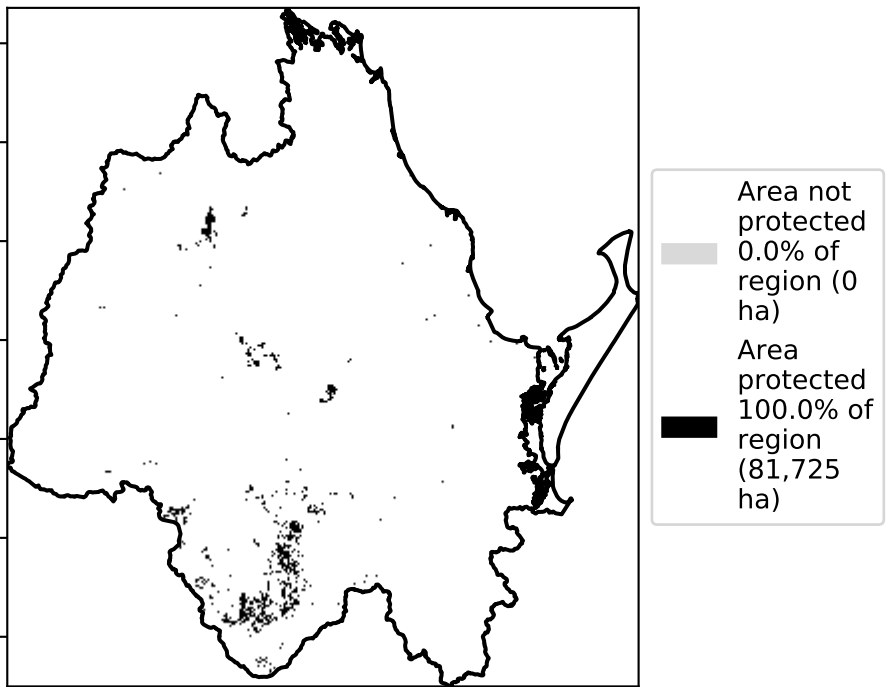 Area not
protected
0.0% of
region (0
ha)
Area
protected
100.0% of
region
(81,725
ha)